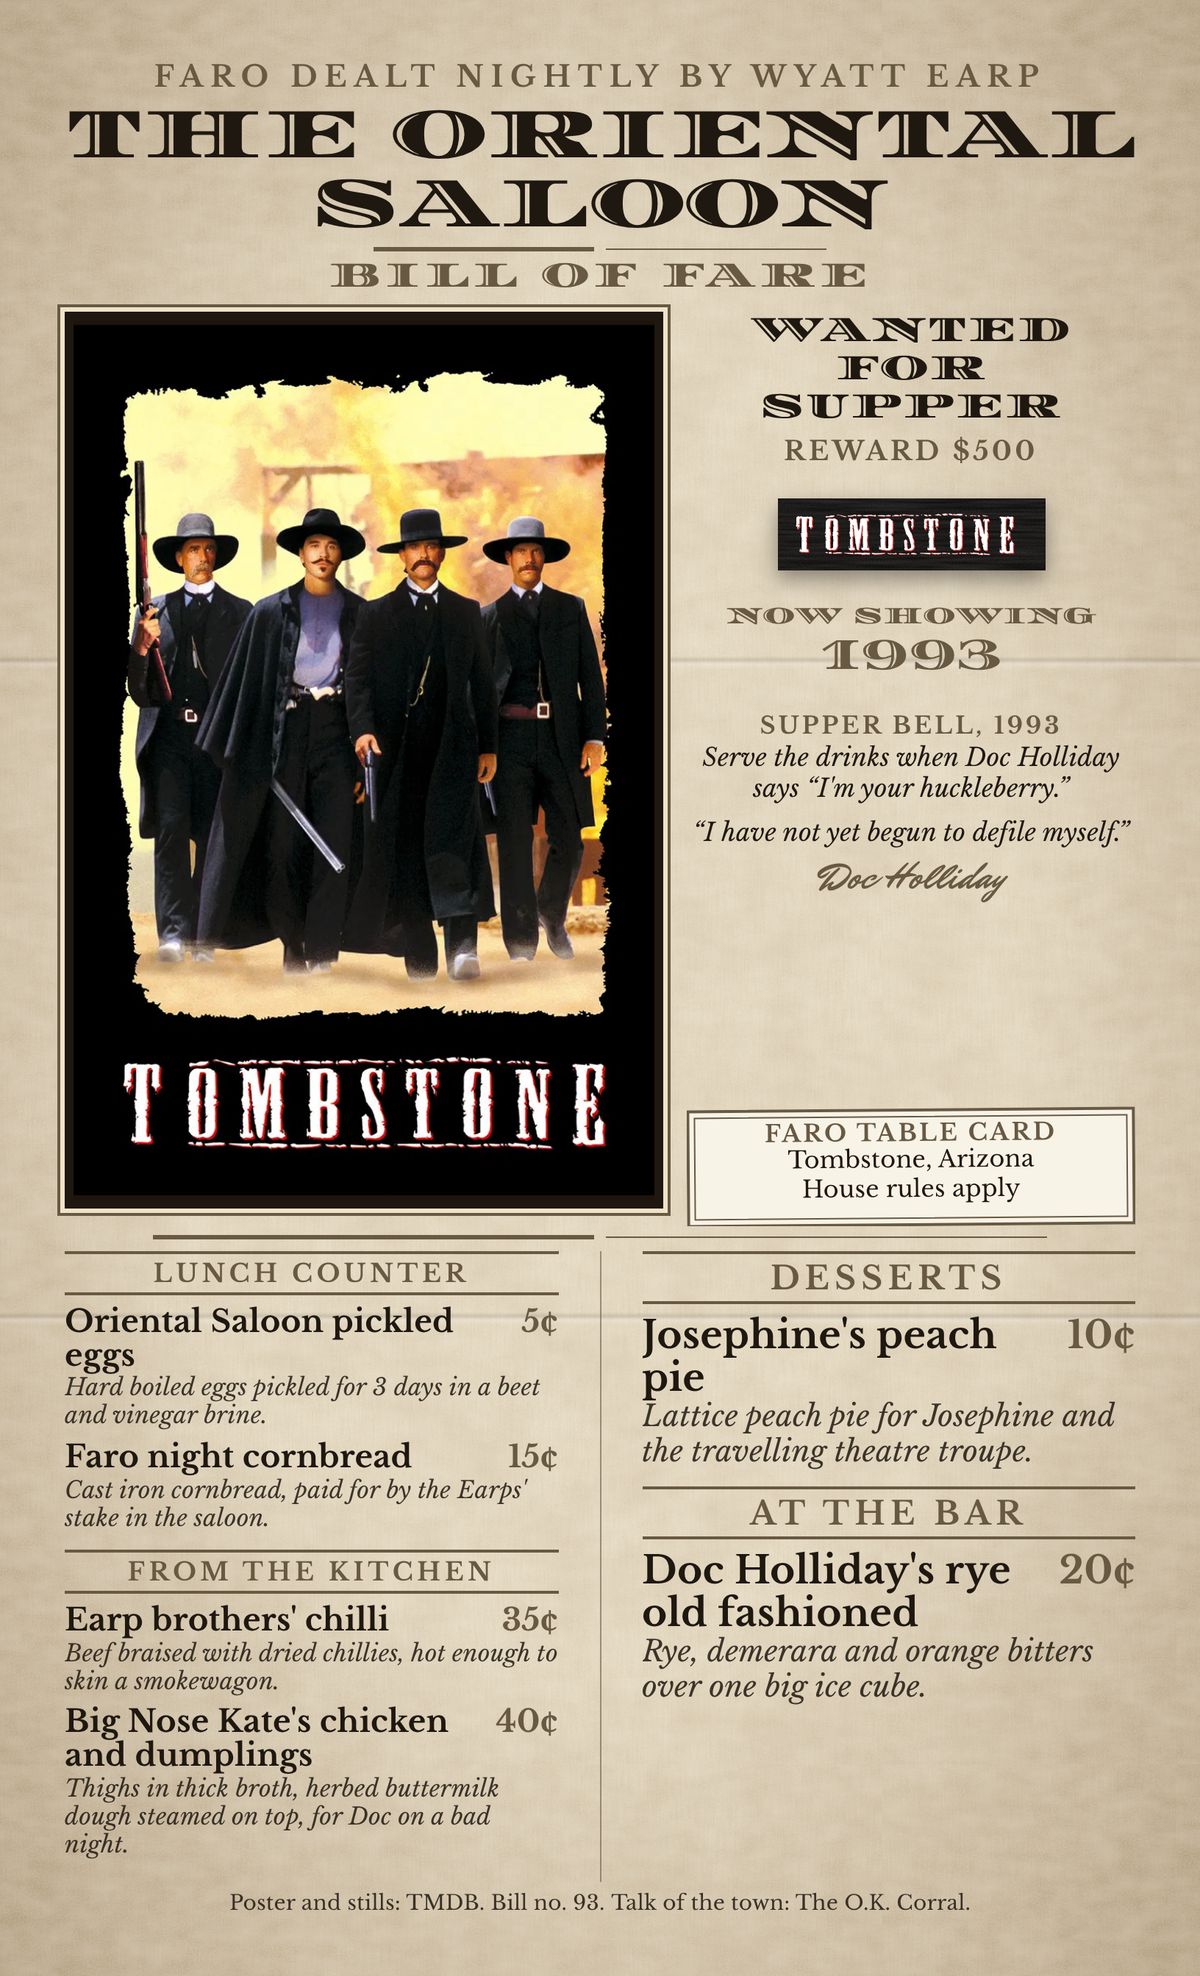 FARO DEALT NIGHTLY BY WYATT EARP
THE ORIENTAL
SALOON
BILL OF FARE
TOMBSTONE
WANTED
FOR
SUPPER
REWARD $500
TOMBSTONE
NOW SHOWING
1993
SUPPER BELL, 1993
Serve the drinks when Doc Holliday
says “I'm your huckleberry.”
“I have not yet begun to defile myself.”
Doc Holliday
FARO TABLE CARD
Tombstone, Arizona
House rules apply
LUNCH COUNTER
Oriental Saloon pickled 5¢
eggs
Hard boiled eggs pickled for 3 days in a beet
and vinegar brine.
Faro night cornbread 15¢
Cast iron cornbread, paid for by the Earps'
stake in the saloon.
FROM THE KITCHEN
Earp brothers' chilli 35¢
Beef braised with dried chillies, hot enough to
skin a smokewagon.
Big Nose Kate's chicken 40¢
and dumplings
Thighs in thick broth, herbed buttermilk
dough steamed on top, for Doc on a bad
night.
DESSERTS
Josephine's peach 10¢
pie
Lattice peach pie for Josephine and
the travelling theatre troupe.
AT THE BAR
Doc Holliday's rye 20¢
old fashioned
Rye, demerara and orange bitters
over one big ice cube.
Poster and stills: TMDB. Bill no. 93. Talk of the town: The O.K. Corral.